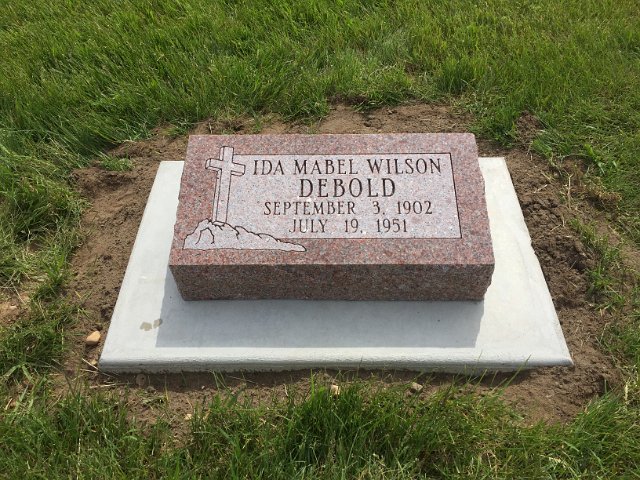 IDA MABEL WILSON
DEBOLD
SEPTEMBER 3, 1902
JULY 19, 1951